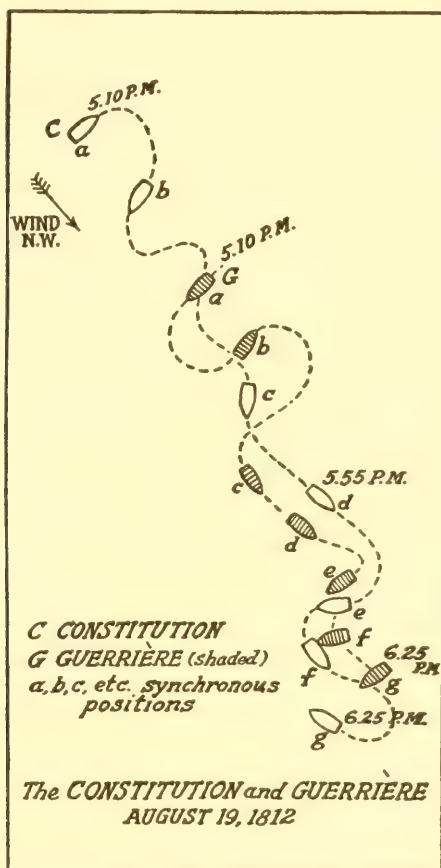 5.10 P.M.
C
a
b
WIND
N.W.
5.10 P.M.
G
a
b
c
c
5.55 P.M.
d
d
e
e
f
f
6.25
P.M
g
6.25 P.M.
g
C CONSTITUTION
G GUERRIÈRE (shaded)
a, b, c, etc. synchronous
positions
The CONSTITUTION and GUERRIERE
AUGUST 19, 1812